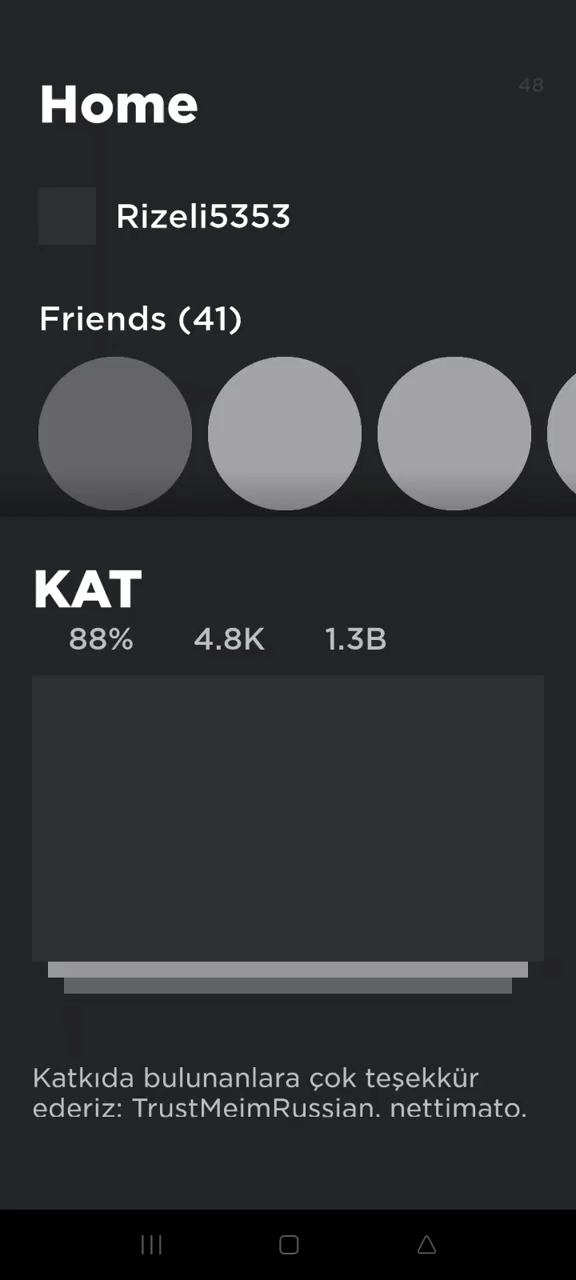 48
Home
Rizeli5353
Friends (41)
KAT
88% 4.8K 1.3B
Katkıda bulunanlara çok teşekkür
ederiz: TrustMeimRussian. nettimato.